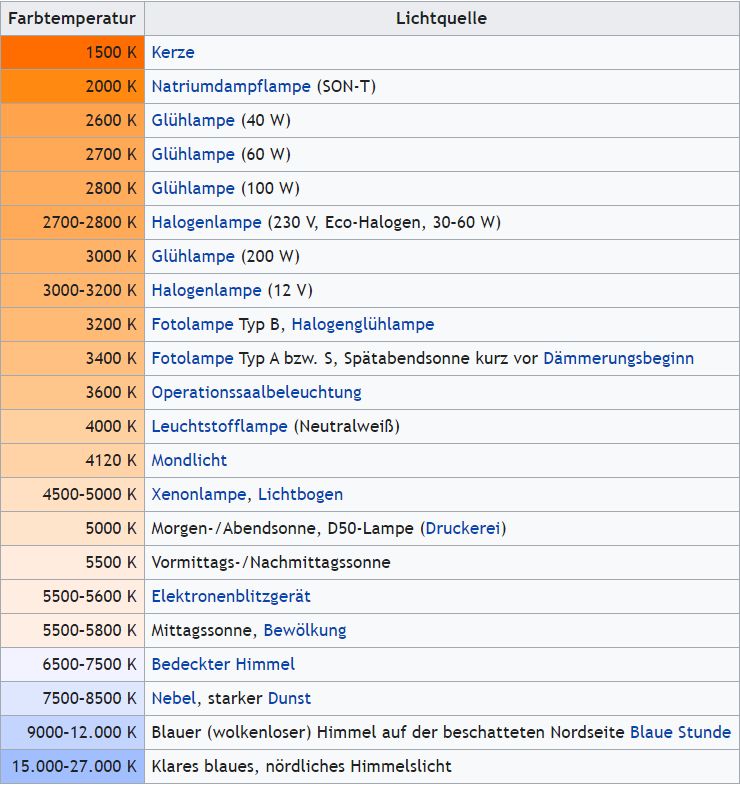 Farbtemperatur Lichtquelle
1500 K Kerze
2000 K Natriumdampflampe (SON-T)
2600 K Glühlampe (40 W)
2700 K Glühlampe (60 W)
2800 K Glühlampe (100 W)
2700-2800 K Halogenlampe (230 V, Eco-Halogen, 30-60 W)
3000 K Glühlampe (200 W)
3000-3200 K Halogenlampe (12 V)
3200 K Fotolampe Typ B, Halogenglühlampe
3400 K Fotolampe Typ A bzw. S, Spätabendsonne kurz vor Dämmerungsbeginn
3600 K Operationssaalbeleuchtung
4000 K Leuchtstofflampe (Neutralweiß)
4120 K Mondlicht
4500-5000 K Xenonlampe, Lichtbogen
5000 K Morgen-/Abendsonne, D50-Lampe (Druckerei)
5500 K Vormittags-/Nachmittagssonne
5500-5600 K Elektronenblitzgerät
5500-5800 K Mittagssonne, Bewölkung
6500-7500 K Bedeckter Himmel
7500-8500 K Nebel, starker Dunst
9000-12.000 K Blauer (wolkenloser) Himmel auf der beschatteten Nordseite Blaue Stunde
15.000-27.000 K Klares blaues, nördliches Himmelslicht